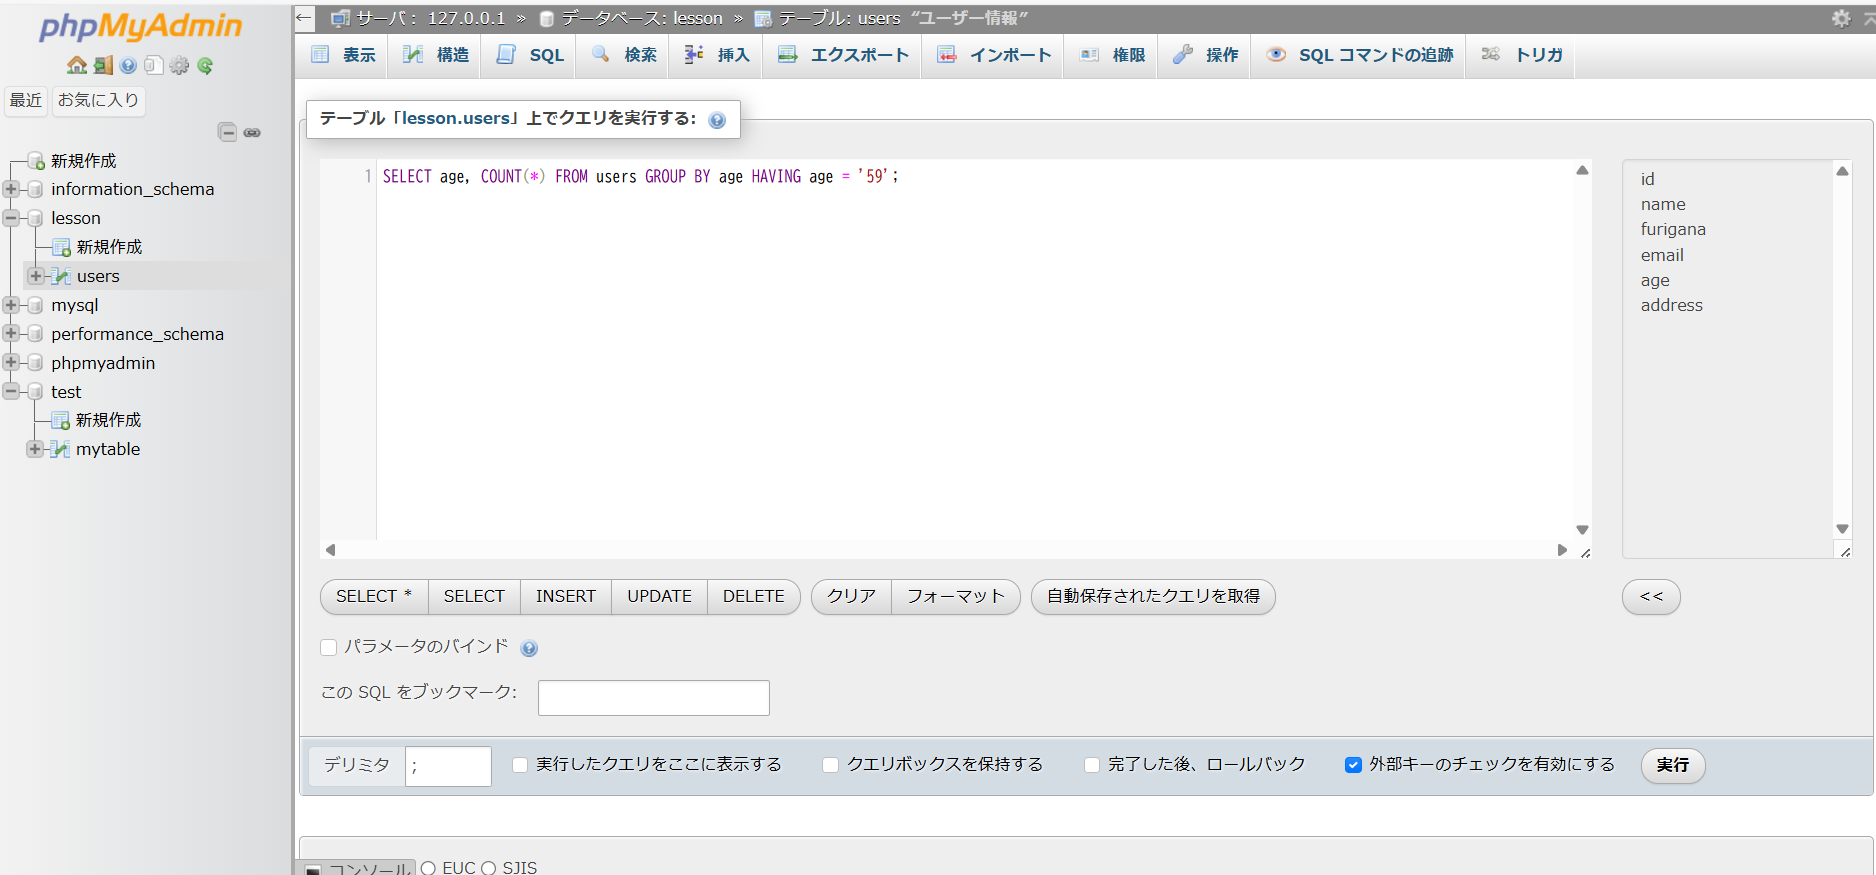 phpMyAdmin
最近 お気に入り
新規作成
information_schema
lesson
新規作成
users
mysql
performance_schema
phpmyadmin
test
新規作成
mytable
サーバ: 127.0.0.1 » データベース: lesson » テーブル: users “ユーザー情報”
表示 構造 SQL 検索 挿入 エクスポート インポート 権限 操作 SQL コマンドの追跡 トリガ
テーブル「lesson.users」上でクエリを実行する:
1 SELECT age, COUNT(*) FROM users GROUP BY age HAVING age = '59';
id
name
furigana
email
age
address
SELECT * SELECT INSERT UPDATE DELETE クリア フォーマット 自動保存されたクエリを取得 <<
パラメータのバインド
この SQL をブックマーク:
デリミタ ; 実行したクエリをここに表示する クエリボックスを保持する 完了した後、ロールバック 外部キーのチェックを有効にする 実行
コンソール EUC SJIS